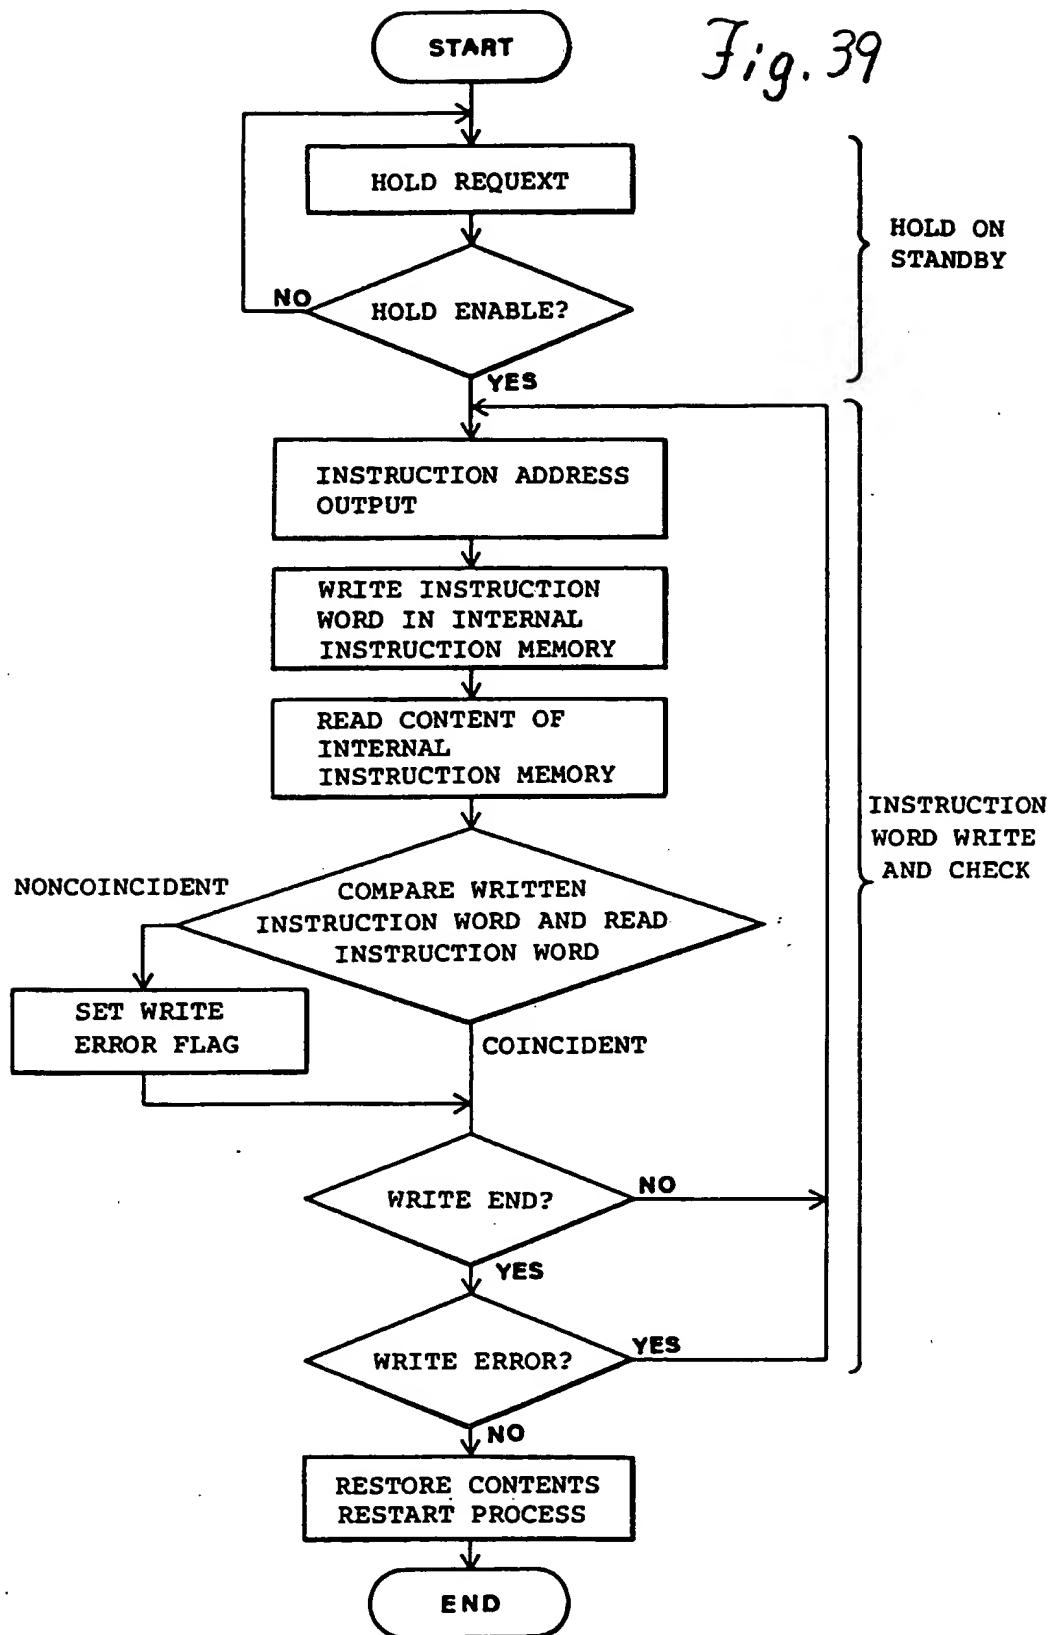 START
Fig. 39
HOLD REQUEXT
HOLD ON
STANDBY
NO
HOLD ENABLE?
YES
INSTRUCTION ADDRESS
OUTPUT
WRITE INSTRUCTION
WORD IN INTERNAL
INSTRUCTION MEMORY
READ CONTENT OF
INTERNAL
INSTRUCTION MEMORY
INSTRUCTION
WORD WRITE
AND CHECK
NONCOINCIDENT
COMPARE WRITTEN
INSTRUCTION WORD AND READ
INSTRUCTION WORD
SET WRITE
ERROR FLAG
COINCIDENT
WRITE END?
NO
YES
WRITE ERROR?
YES
NO
RESTORE CONTENTS
RESTART PROCESS
END